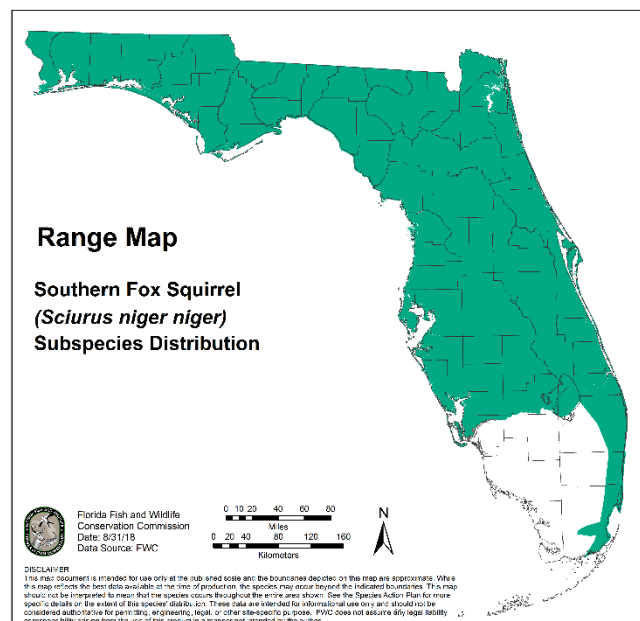 Range Map
Southern Fox Squirrel
(Sciurus niger niger)
Subspecies Distribution
Florida Fish and Wildlife
Conservation Commission
Date: 8/31/18
Data Source: FWC
0 10 20 40 60 80
Miles
0 20 40 80 120 160
Kilometers
N
DISCLAIMER
This map document is intended for use only at the published scale and the boundaries depicted on this map are approximate. While
this map reflects the best data available at the time of production, the species may occur beyond the indicated boundaries. This map
should not be interpreted to mean that the species occurs throughout the entire area shown. See the Species Action Plan for more
specific details on the extent of this species' distribution. These data are intended for informational use only and should not be
considered authoritative for permitting, engineering, legal, or other site-specific purpose. FWC does not assume any legal liability